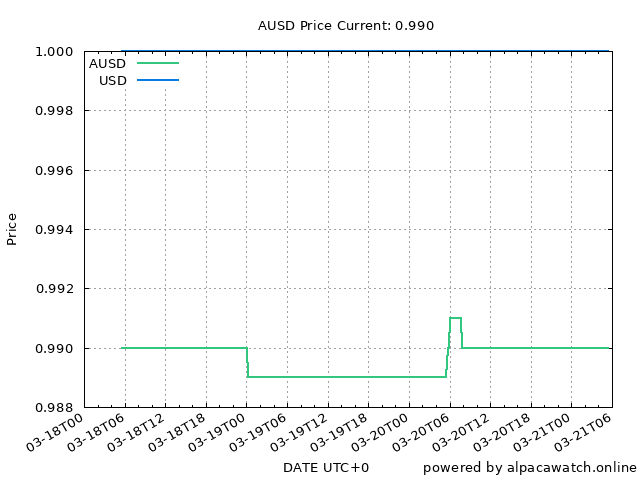 AUSD Price Current: 0.990
1.000
AUSD
USD
0.998
0.996
0.994
0.992
0.990
0.988
Price
03-18T00
03-18T06
03-18T12
03-18T18
03-19T00
03-19T06
03-19T12
03-19T18
03-20T00
03-20T06
03-20T12
03-20T18
03-21T00
03-21T06
DATE UTC+0
powered by alpacawatch.online